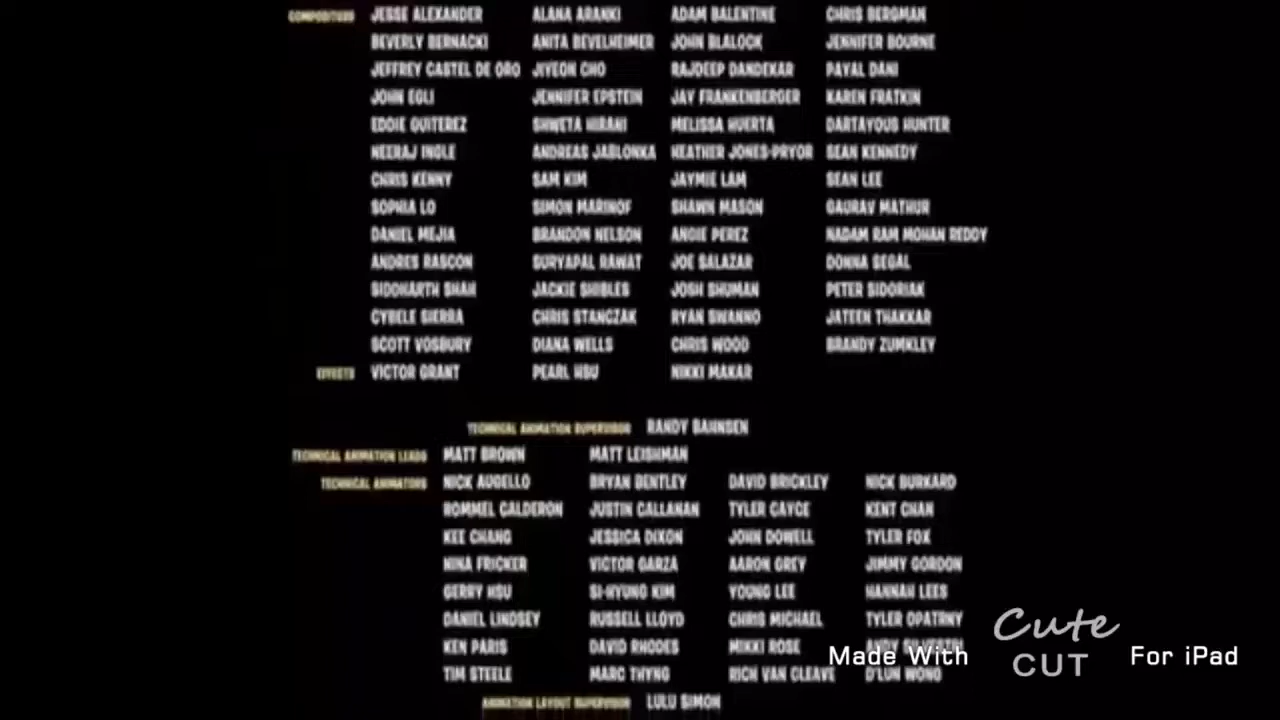 COMPOSITORS JESSE ALEXANDER ALANA ARANKI ADAM BALENTINE CHRIS BERGMAN
BEVERLY BERNACKI ANITA BEVELHEIMER JOHN BLALOCK JENNIFER BOURNE
JEFFREY CASTEL DE ORO JIYEON CHO RAJDEEP DANDEKAR PAYAL DANI
JOHN EGLI JENNIFER EPSTEIN JAY FRANKENBERGER KAREN FRATKIN
EDDIE GUITEREZ SHWETA HIRANI MELISSA HUERTA DARTAYOUS HUNTER
NEERAJ INGLE ANDREAS JABLONKA HEATHER JONES-PRYOR SEAN KENNEDY
CHRIS KENNY SAM KIM JAYMIE LAM SEAN LEE
SOPHIA LO SIMON MARINOF SHAWN MASON GAURAV MATHUR
DANIEL MEJIA BRANDON NELSON ANGIE PEREZ NADAM RAM MOHAN REDDY
ANDRES RASCON SURYAPAL RAWAT JOE SALAZAR DONNA SEGAL
SIDDHARTH SHAH JACKIE SHIBLES JOSH SHUMAN PETER SIDORIAK
CYBELE SIERRA CHRIS STANCZAK RYAN SWANNO JATEEN THAKKAR
SCOTT VOSBURY DIANA WELLS CHRIS WOOD BRANDY ZUMKLEY
EFFECTS VICTOR GRANT PEARL HSU NIKKI MAKAR
TECHNICAL ANIMATION SUPERVISOR RANDY BAHNSEN
TECHNICAL ANIMATION LEADS MATT BROWN MATT LEISHMAN
TECHNICAL ANIMATORS NICK AUGELLO BRYAN BENTLEY DAVID BRICKLEY NICK BURKARD
ROMMEL CALDERON JUSTIN CALLANAN TYLER CAYCE KENT CHAN
KEE CHANG JESSICA DIXON JOHN DOWELL TYLER FOX
NINA FRICKER VICTOR GARZA AARON GREY JIMMY GORDON
GERRY HSU SI-HYUNG KIM YOUNG LEE HANNAH LEES
DANIEL LINDSEY RUSSELL LLOYD CHRIS MICHAEL TYLER OPATRNY
KEN PARIS DAVID RHODES MIKKI ROSE ANDY SILVESTRI
TIM STEELE MARC THYNG RICH VAN CLEAVE D'LUN WONG
ANIMATION LAYOUT SUPERVISOR LULU SIMON
Made With Cute CUT For iPad